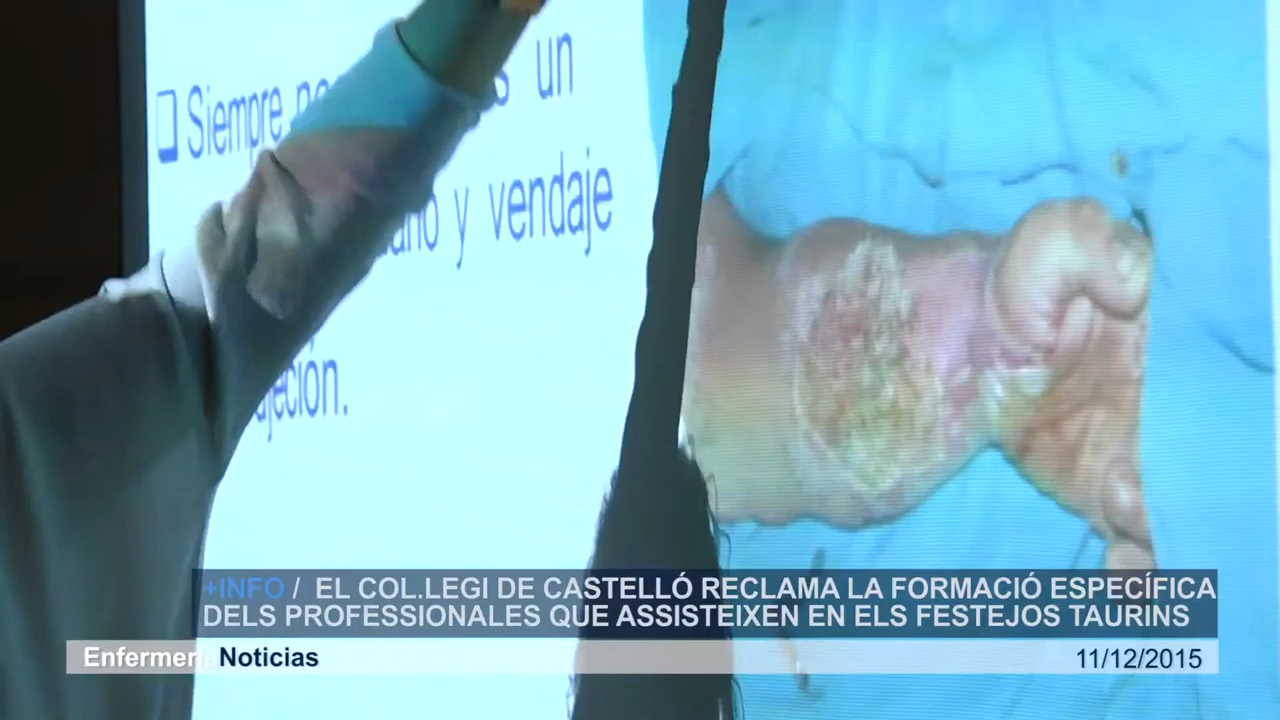 ❑ Siempre un
y vendaje
+INFO / EL COL.LEGI DE CASTELLÓ RECLAMA LA FORMACIÓ ESPECÍFICA
DELS PROFESSIONALES QUE ASSISTEIXEN EN ELS FESTEJOS TAURINS
Noticias 11/12/2015